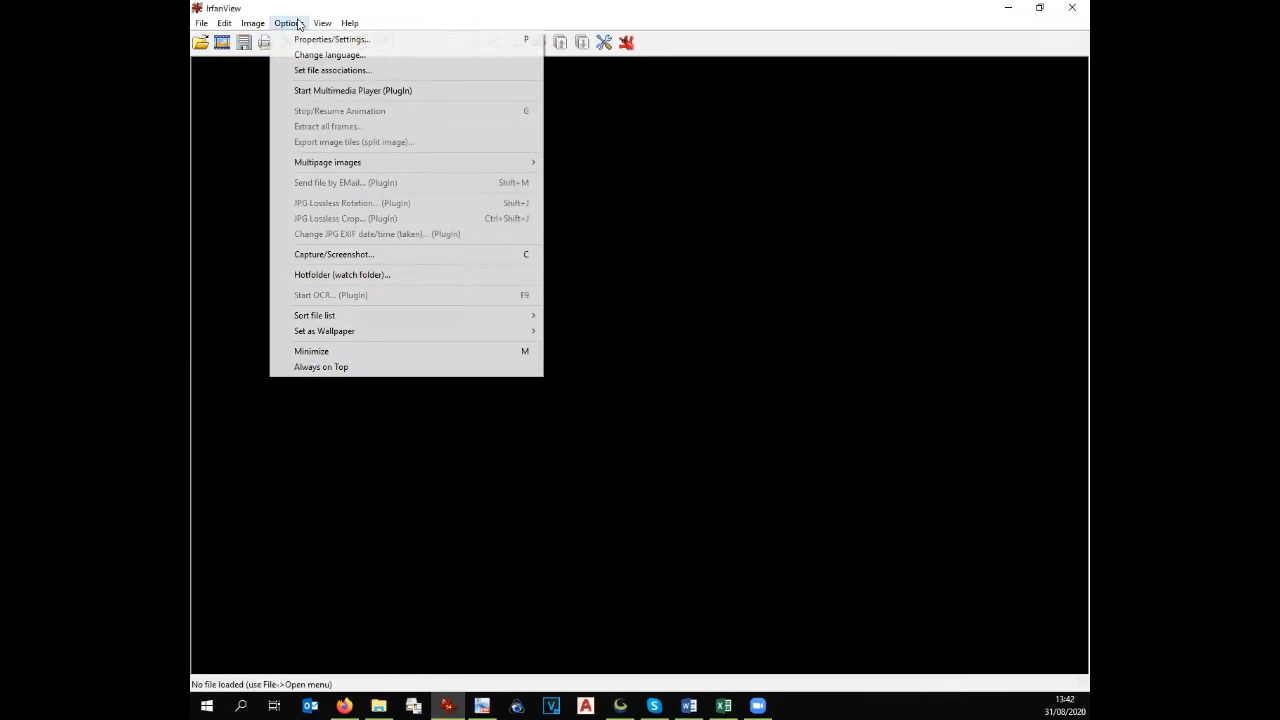 IrfanView
File Edit Image Options View Help
Properties/Settings... P
Change language...
Set file associations...
Start Multimedia Player (PlugIn)
Stop/Resume Animation G
Extract all frames...
Export image tiles (split image)...
Multipage images
Send file by EMail... (PlugIn) Shift+M
JPG Lossless Rotation... (PlugIn) Shift+J
JPG Lossless Crop... (PlugIn) Ctrl+Shift+J
Change JPG EXIF date/time (taken)... (PlugIn)
Capture/Screenshot... C
Hotfolder (watch folder)...
Start OCR... (PlugIn) F9
Sort file list
Set as Wallpaper
Minimize M
Always on Top
No file loaded (use File->Open menu)
13:42
31/08/2020